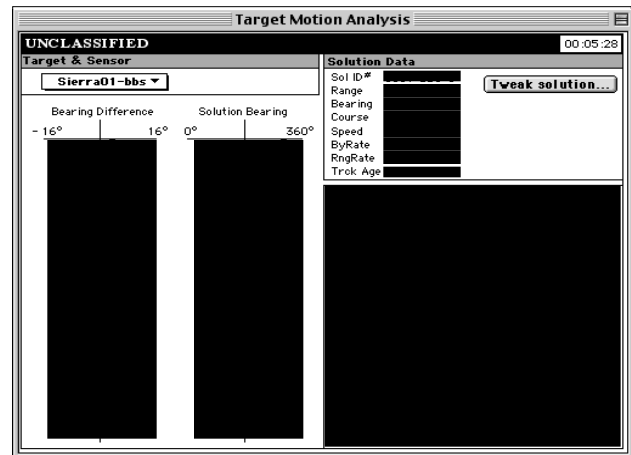 Target Motion Analysis
UNCLASSIFIED
00:05:28
Target & Sensor
Sierra01-bbs
Bearing Difference
Solution Bearing
-16°
16°
0°
360°
Solution Data
Sol ID#
Range
Bearing
Course
Speed
ByRate
RngRate
Trck Age
Tweak solution...